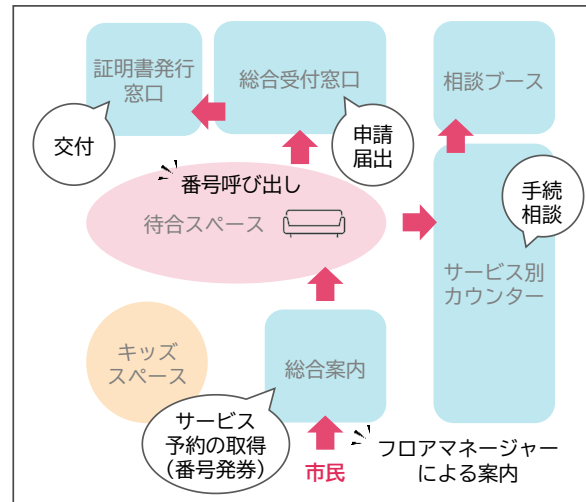 証明書発行
窓口
総合受付窓口
相談ブース
交付
申請
届出
番号呼び出し
手続
相談
待合スペース
サービス別
カウンター
キッズ
スペース
総合案内
サービス
予約の取得
（番号発券）
市民
フロアマネージャー
による案内